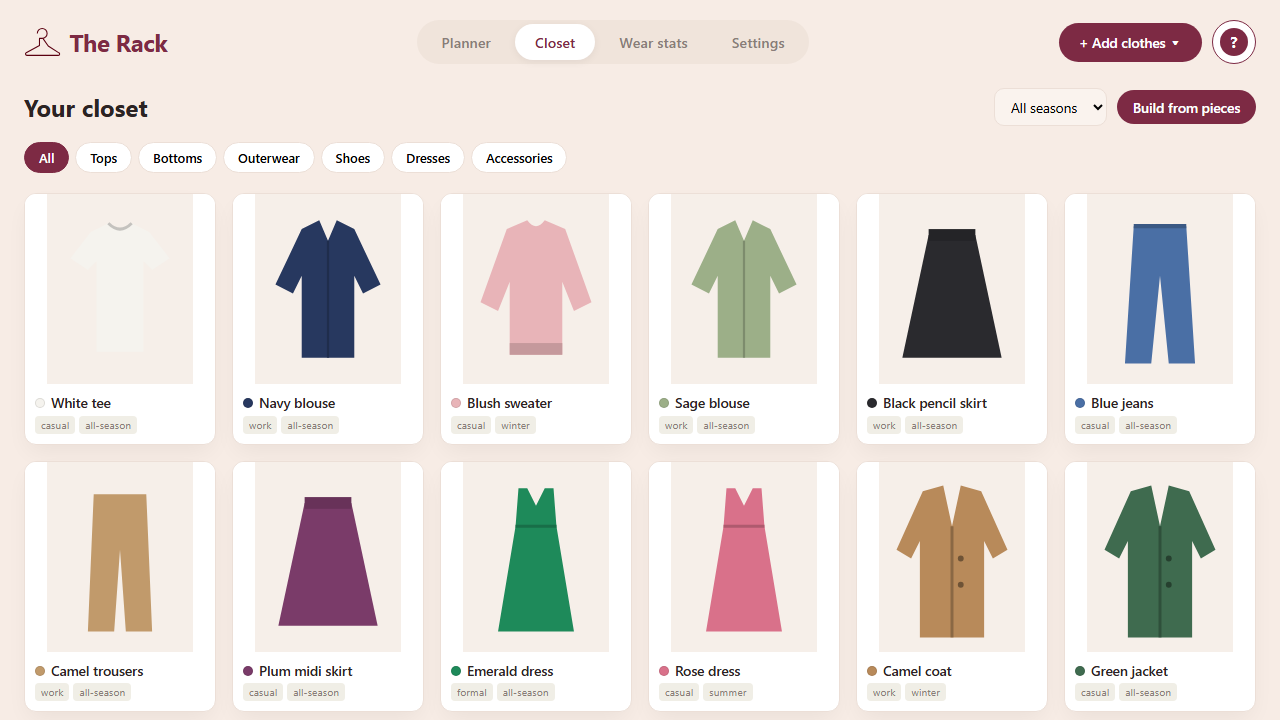 The Rack
Planner
Closet
Wear stats
Settings
+ Add clothes ▾
?
Your closet
All seasons
Build from pieces
All
Tops
Bottoms
Outerwear
Shoes
Dresses
Accessories
White tee
casual all-season
Navy blouse
work all-season
Blush sweater
casual winter
Sage blouse
work all-season
Black pencil skirt
work all-season
Blue jeans
casual all-season
Camel trousers
work all-season
Plum midi skirt
casual all-season
Emerald dress
formal all-season
Rose dress
casual summer
Camel coat
work winter
Green jacket
casual all-season